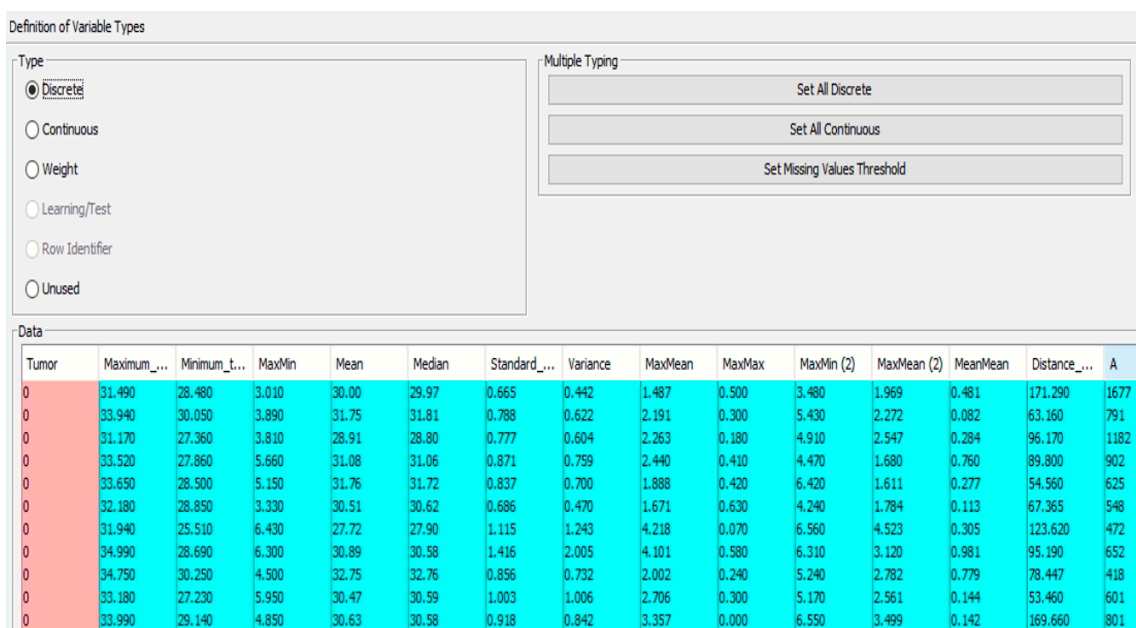 Definition of Variable Types
Type
Discrete
Continuous
Weight
Learning/Test
Row Identifier
Unused
Multiple Typing
Set All Discrete
Set All Continuous
Set Missing Values Threshold
Data
Tumor Maximum_... Minimum_t... MaxMin Mean Median Standard_... Variance MaxMean MaxMax MaxMin (2) MaxMean (2) MeanMean Distance_... A
0 31.490 28.480 3.010 30.00 29.97 0.665 0.442 1.487 0.500 3.480 1.969 0.481 171.290 1677
0 33.940 30.050 3.890 31.75 31.81 0.788 0.622 2.191 0.300 5.430 2.272 0.082 63.160 791
0 31.170 27.360 3.810 28.91 28.80 0.777 0.604 2.263 0.180 4.910 2.547 0.284 96.170 1182
0 33.520 27.860 5.660 31.08 31.06 0.871 0.759 2.440 0.410 4.470 1.680 0.760 89.800 902
0 33.650 28.500 5.150 31.76 31.72 0.837 0.700 1.888 0.420 6.420 1.611 0.277 54.560 625
0 32.180 28.850 3.330 30.51 30.62 0.686 0.470 1.671 0.630 4.240 1.784 0.113 67.365 548
0 31.940 25.510 6.430 27.72 27.90 1.115 1.243 4.218 0.070 6.560 4.523 0.305 123.620 472
0 34.990 28.690 6.300 30.89 30.58 1.416 2.005 4.101 0.580 6.310 3.120 0.981 95.190 652
0 34.750 30.250 4.500 32.75 32.76 0.856 0.732 2.002 0.240 5.240 2.782 0.779 78.447 418
0 33.180 27.230 5.950 30.47 30.59 1.003 1.006 2.706 0.300 5.170 2.561 0.144 53.460 601
0 33.990 29.140 4.850 30.63 30.58 0.918 0.842 3.357 0.000 6.550 3.499 0.142 169.660 801